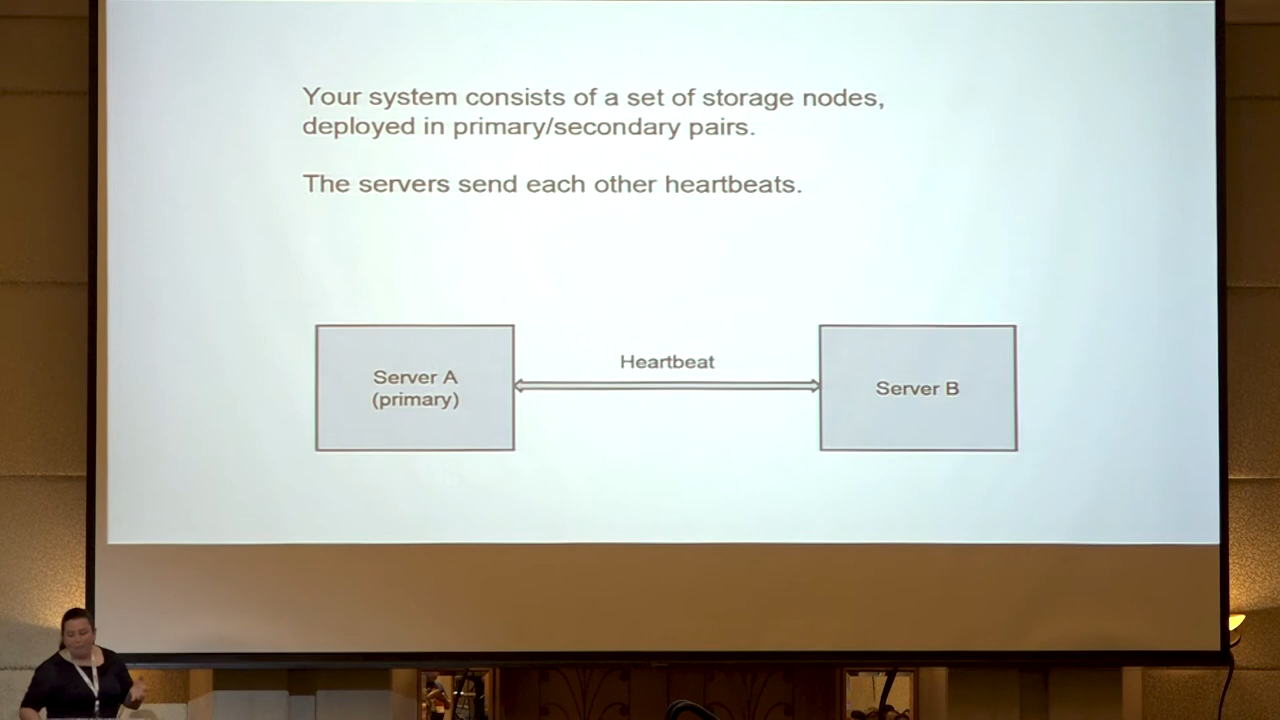 Your system consists of a set of storage nodes,
deployed in primary/secondary pairs.
The servers send each other heartbeats.
Heartbeat
Server A
(primary)
Server B